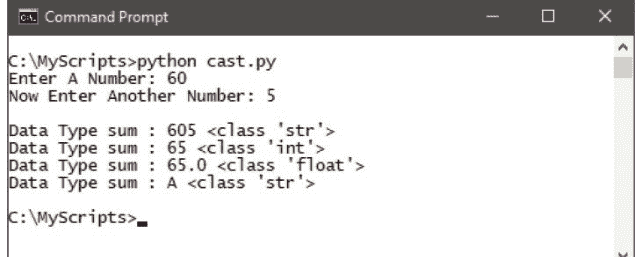 Command Prompt
C:\MyScripts>python cast.py
Enter A Number: 60
Now Enter Another Number: 5
Data Type sum : 605 <class 'str'>
Data Type sum : 65 <class 'int'>
Data Type sum : 65.0 <class 'float'>
Data Type sum : A <class 'str'>
C:\MyScripts>_